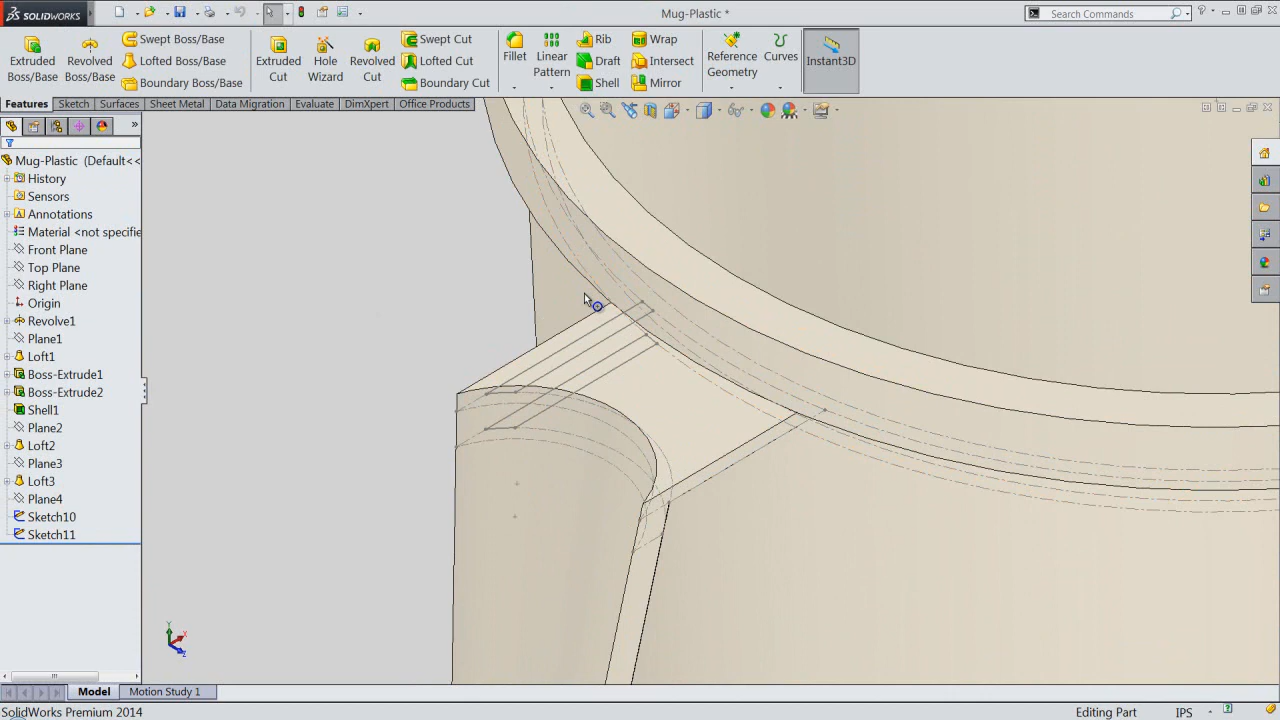 SOLIDWORKS
Mug-Plastic *
Search Commands
Extruded Boss/Base
Revolved Boss/Base
Swept Boss/Base
Lofted Boss/Base
Boundary Boss/Base
Extruded Cut
Hole Wizard
Revolved Cut
Swept Cut
Lofted Cut
Boundary Cut
Fillet
Linear Pattern
Rib
Draft
Shell
Wrap
Intersect
Mirror
Reference Geometry
Curves
Instant3D
Features
Sketch
Surfaces
Sheet Metal
Data Migration
Evaluate
DimXpert
Office Products
Mug-Plastic (Default<<
History
Sensors
Annotations
Material <not specifie
Front Plane
Top Plane
Right Plane
Origin
Revolve1
Plane1
Loft1
Boss-Extrude1
Boss-Extrude2
Shell1
Plane2
Loft2
Plane3
Loft3
Plane4
Sketch10
Sketch11
Y
X
Z
Model
Motion Study 1
SolidWorks Premium 2014
Editing Part
IPS